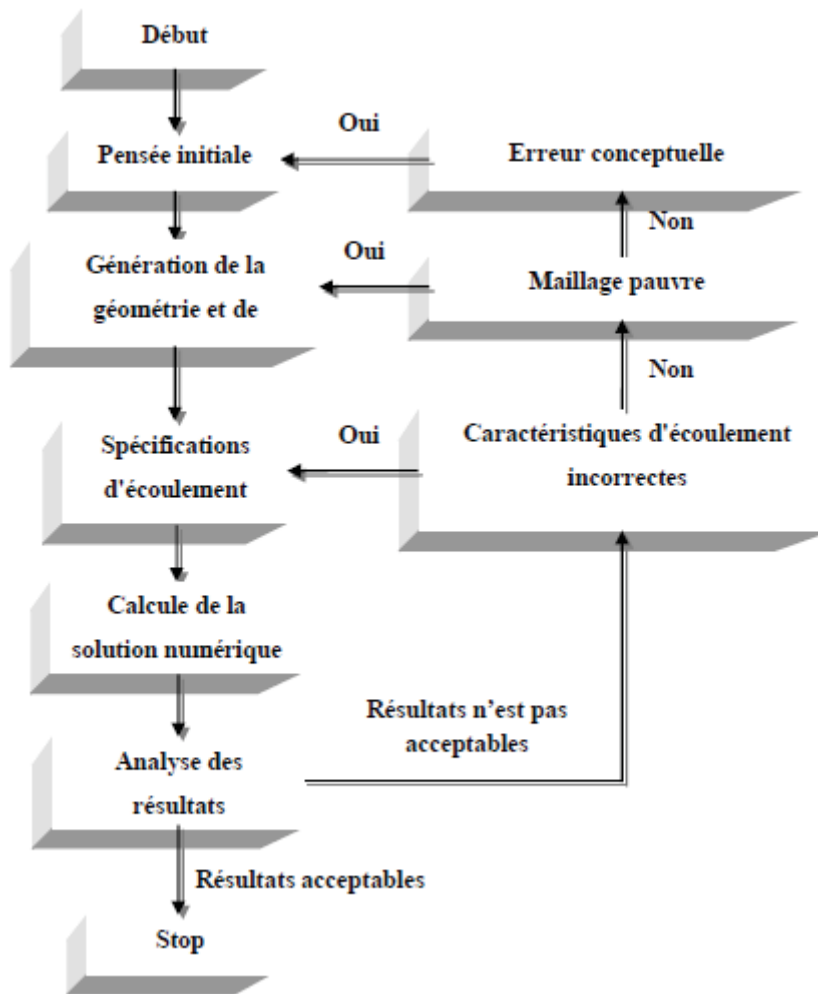 Début
Oui
Pensée initiale
Erreur conceptuelle
Non
Oui
Génération de la
géométrie et de
Maillage pauvre
Non
Oui
Caractéristiques d'écoulement
incorrectes
Spécifications
d'écoulement
Calcule de la
solution numérique
Résultats n’est pas
acceptables
Analyse des
résultats
Résultats acceptables
Stop